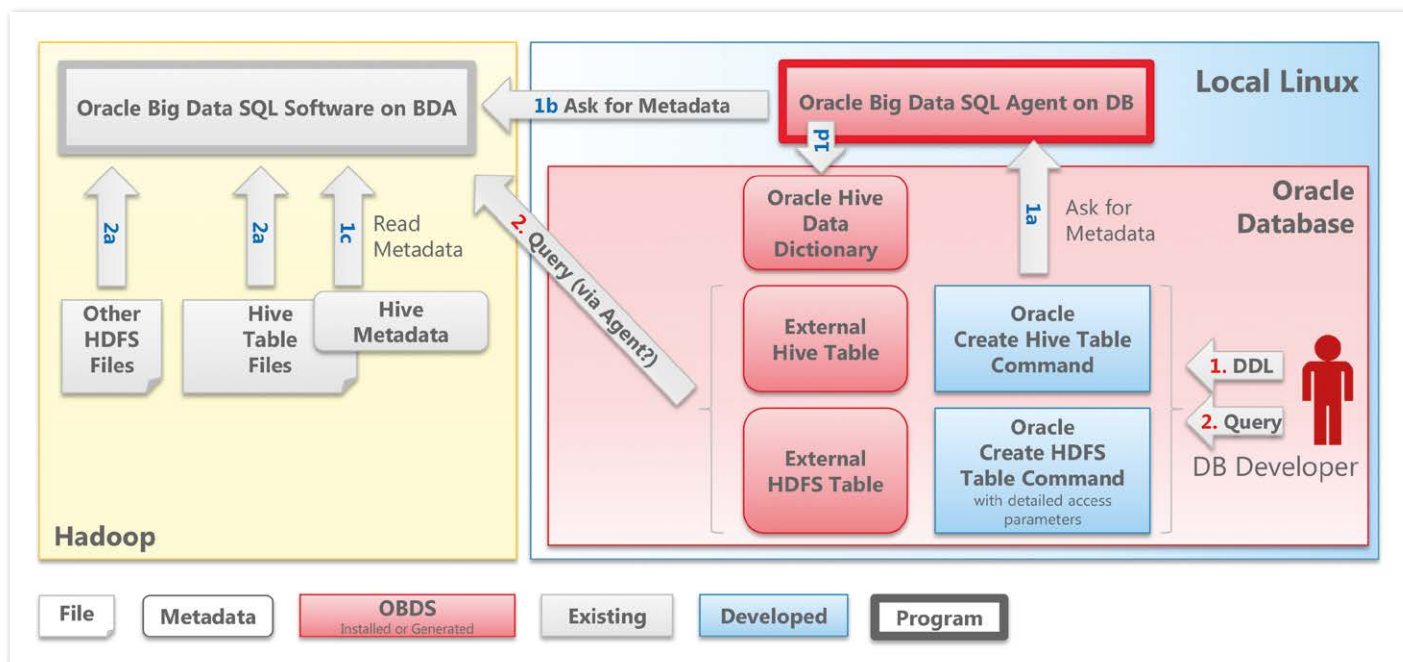 Oracle Big Data SQL Software on BDA
1b Ask for Metadata
Oracle Big Data SQL Agent on DB
Local Linux
1d
Oracle
Database
Oracle Hive
Data
Dictionary
1a
Ask for
Metadata
2a
2a
1c
Read
Metadata
2. Query (via Agent?)
Other
HDFS
Files
Hive
Table
Files
Hive
Metadata
External
Hive Table
Oracle
Create Hive Table
Command
1. DDL
2. Query
DB Developer
External
HDFS Table
Oracle
Create HDFS
Table Command
with detailed access
parameters
Hadoop
File
Metadata
OBDS
Installed or Generated
Existing
Developed
Program